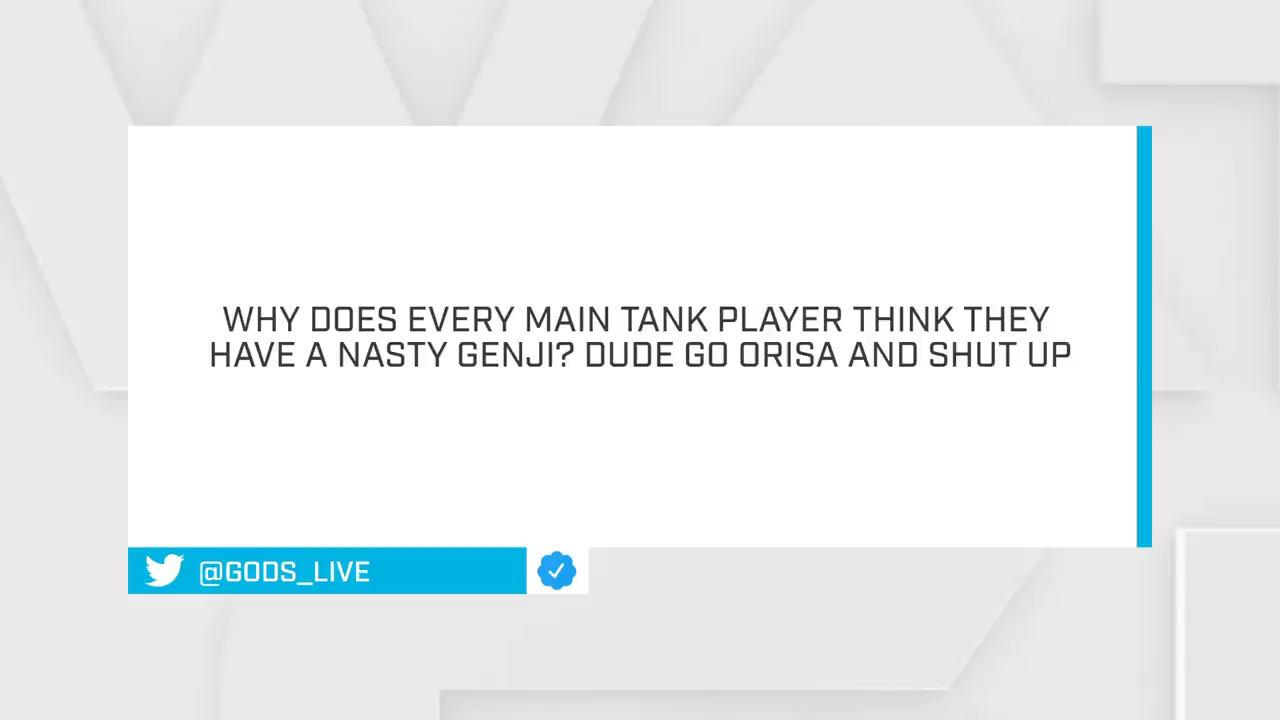 WHY DOES EVERY MAIN TANK PLAYER THINK THEY
HAVE A NASTY GENJI? DUDE GO ORISA AND SHUT UP
@GODS_LIVE